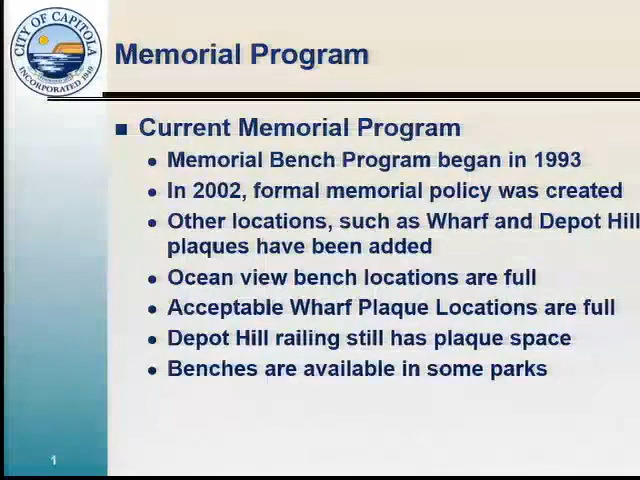 CITY OF CAPITOLA
INCORPORATED 1949
Memorial Program
Current Memorial Program
Memorial Bench Program began in 1993
In 2002, formal memorial policy was created
Other locations, such as Wharf and Depot Hill
plaques have been added
Ocean view bench locations are full
Acceptable Wharf Plaque Locations are full
Depot Hill railing still has plaque space
Benches are available in some parks
1